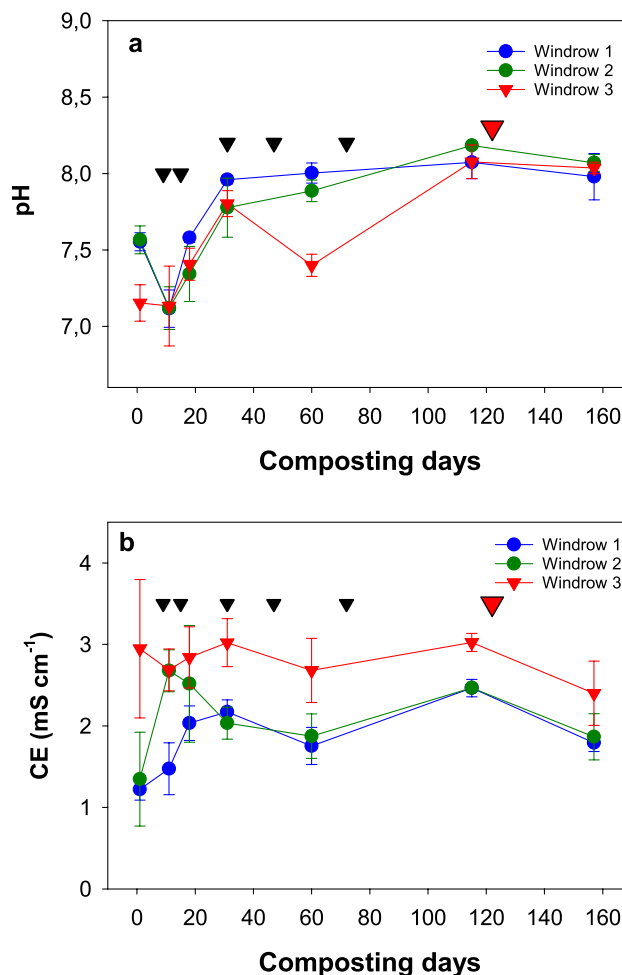 a
Windrow 1
Windrow 2
Windrow 3
9,0
8,5
8,0
7,5
7,0
pH
0 20 40 60 80 100 120 140 160
Composting days
b
Windrow 1
Windrow 2
Windrow 3
4
3
2
1
0
CE (mS cm⁻¹)
0 20 40 60 80 100 120 140 160
Composting days